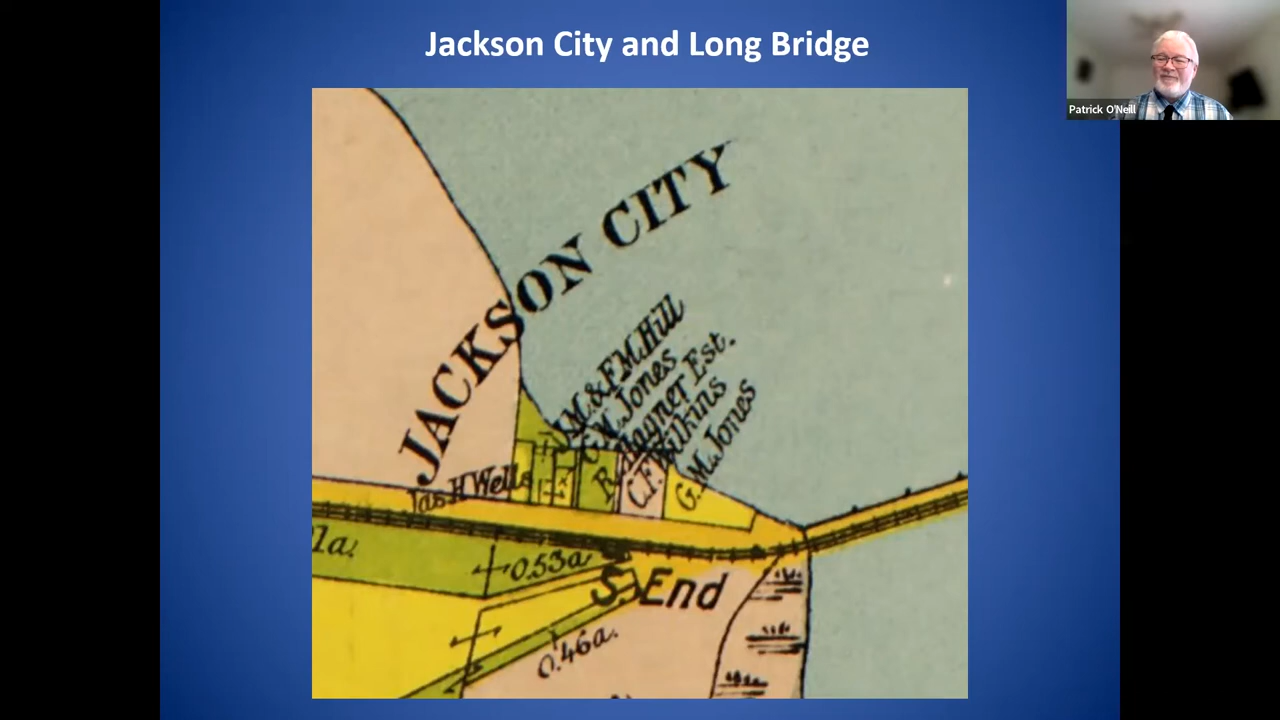 Jackson City and Long Bridge
Patrick O'Neill
JACKSON CITY
J.M. & F.M. Hill
G.M. Jones
R. Wagner Est.
C.F. Wilkins
G.M. Jones
Jas H Wells
1a.
0.53a
S. End
0.46a.